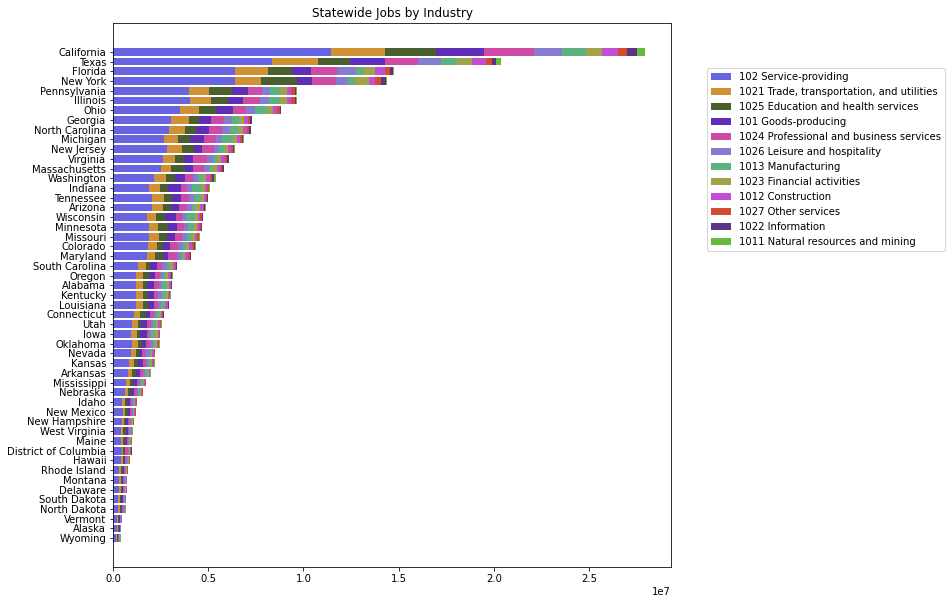 Statewide Jobs by Industry
California
Texas
Florida
New York
Pennsylvania
Illinois
Ohio
Georgia
North Carolina
Michigan
New Jersey
Virginia
Massachusetts
Washington
Indiana
Tennessee
Arizona
Wisconsin
Minnesota
Missouri
Colorado
Maryland
South Carolina
Oregon
Alabama
Kentucky
Louisiana
Connecticut
Utah
Iowa
Oklahoma
Nevada
Kansas
Arkansas
Mississippi
Nebraska
Idaho
New Mexico
New Hampshire
West Virginia
Maine
District of Columbia
Hawaii
Rhode Island
Montana
Delaware
South Dakota
North Dakota
Vermont
Alaska
Wyoming
0.0 0.5 1.0 1.5 2.0 2.5
1e7
102 Service-providing
1021 Trade, transportation, and utilities
1025 Education and health services
101 Goods-producing
1024 Professional and business services
1026 Leisure and hospitality
1013 Manufacturing
1023 Financial activities
1012 Construction
1027 Other services
1022 Information
1011 Natural resources and mining